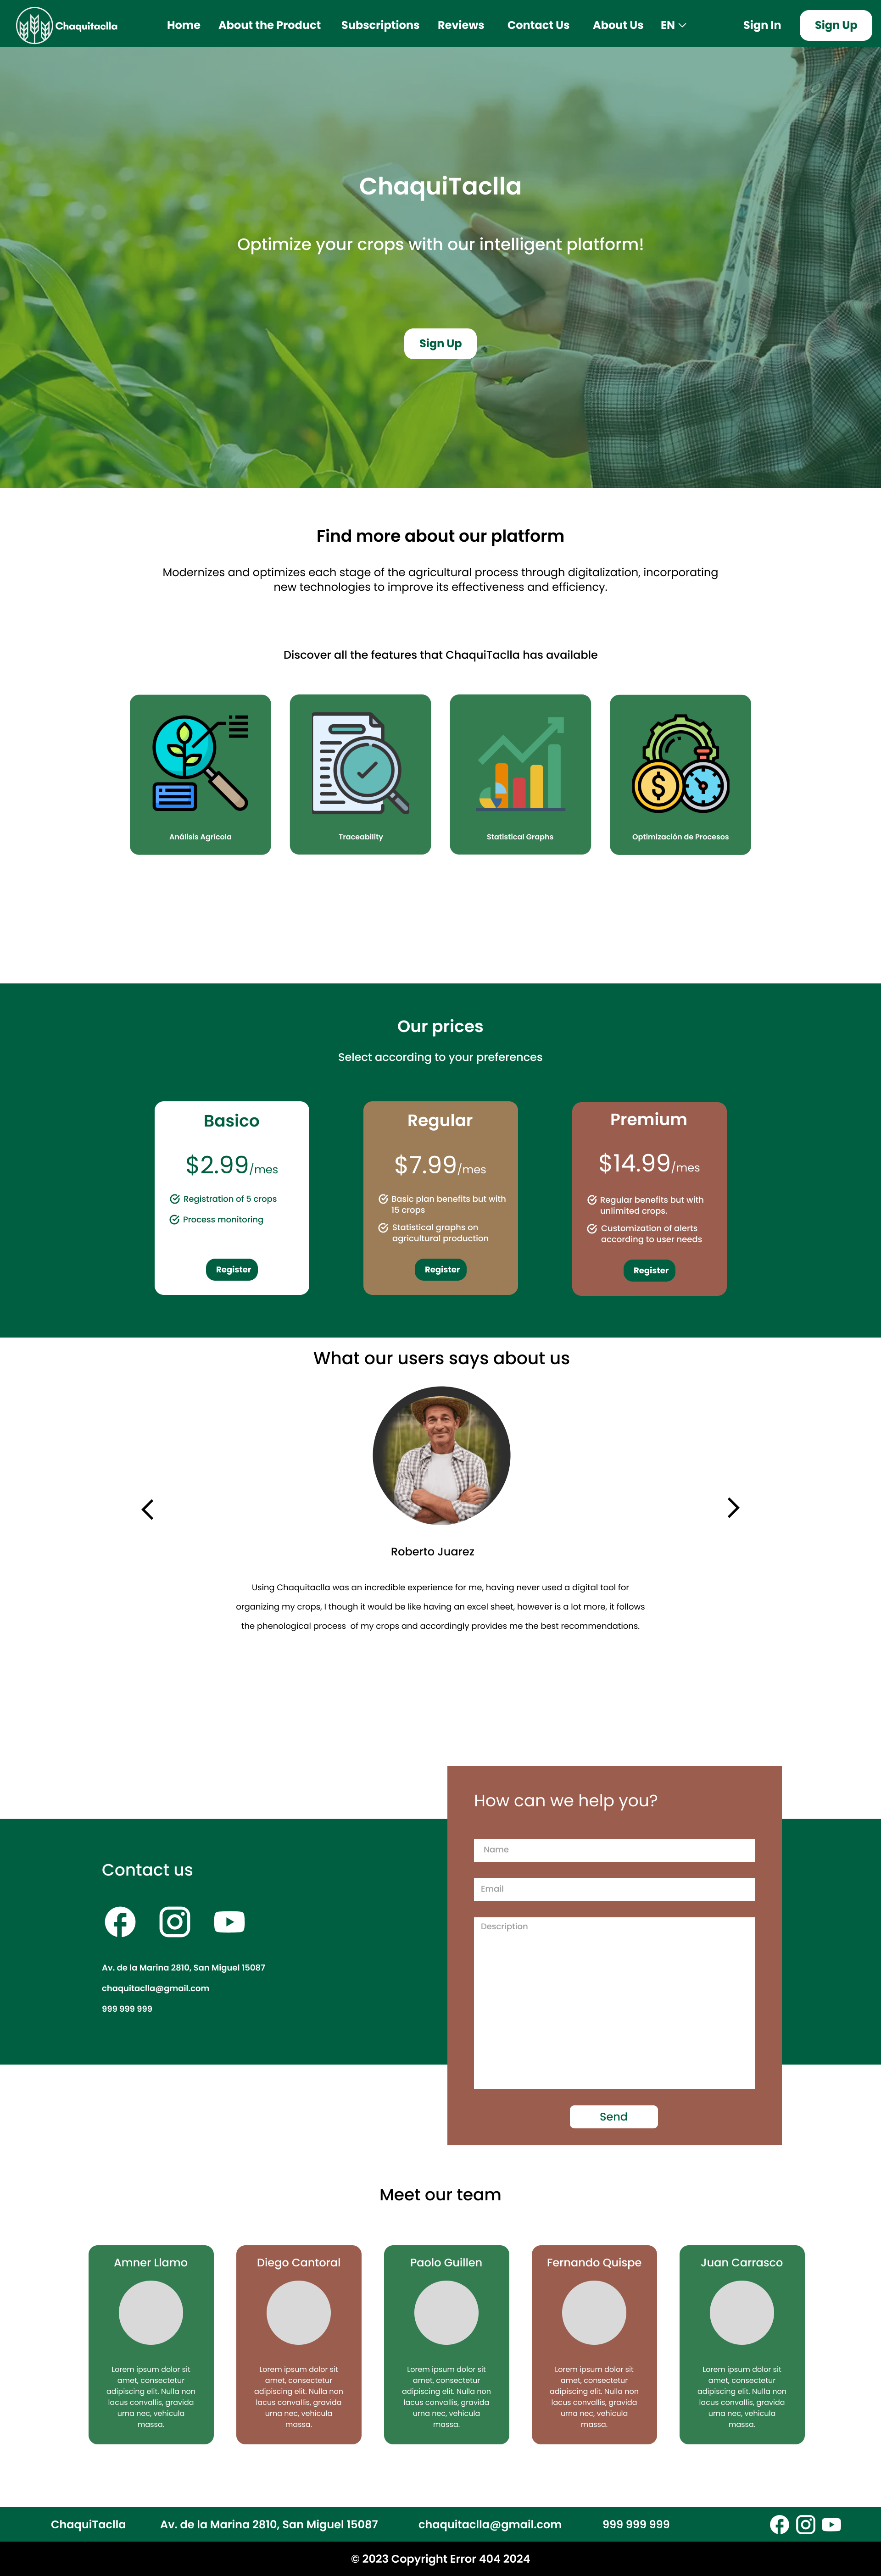 Chaquitaclla
Home About the Product Subscriptions Reviews Contact Us About Us EN Sign In Sign Up
ChaquiTaclla
Optimize your crops with our intelligent platform!
Sign Up
Find more about our platform
Modernizes and optimizes each stage of the agricultural process through digitalization, incorporating
new technologies to improve its effectiveness and efficiency.
Discover all the features that ChaquiTaclla has available
Análisis Agrícola
Traceability
Statistical Graphs
Optimización de Procesos
Our prices
Select according to your preferences
Basico
$2.99/mes
Registration of 5 crops
Process monitoring
Register
Regular
$7.99/mes
Basic plan benefits but with
15 crops
Statistical graphs on
agricultural production
Register
Premium
$14.99/mes
Regular benefits but with
unlimited crops.
Customization of alerts
according to user needs
Register
What our users says about us
Roberto Juarez
Using Chaquitaclla was an incredible experience for me, having never used a digital tool for
organizing my crops, I though it would be like having an excel sheet, however is a lot more, it follows
the phenological process of my crops and accordingly provides me the best recommendations.
Contact us
Av. de la Marina 2810, San Miguel 15087
chaquitaclla@gmail.com
999 999 999
How can we help you?
Name
Email
Description
Send
Meet our team
Amner Llamo
Lorem ipsum dolor sit
amet, consectetur
adipiscing elit. Nulla non
lacus convallis, gravida
urna nec, vehicula
massa.
Diego Cantoral
Lorem ipsum dolor sit
amet, consectetur
adipiscing elit. Nulla non
lacus convallis, gravida
urna nec, vehicula
massa.
Paolo Guillen
Lorem ipsum dolor sit
amet, consectetur
adipiscing elit. Nulla non
lacus convallis, gravida
urna nec, vehicula
massa.
Fernando Quispe
Lorem ipsum dolor sit
amet, consectetur
adipiscing elit. Nulla non
lacus convallis, gravida
urna nec, vehicula
massa.
Juan Carrasco
Lorem ipsum dolor sit
amet, consectetur
adipiscing elit. Nulla non
lacus convallis, gravida
urna nec, vehicula
massa.
ChaquiTaclla Av. de la Marina 2810, San Miguel 15087 chaquitaclla@gmail.com 999 999 999
© 2023 Copyright Error 404 2024